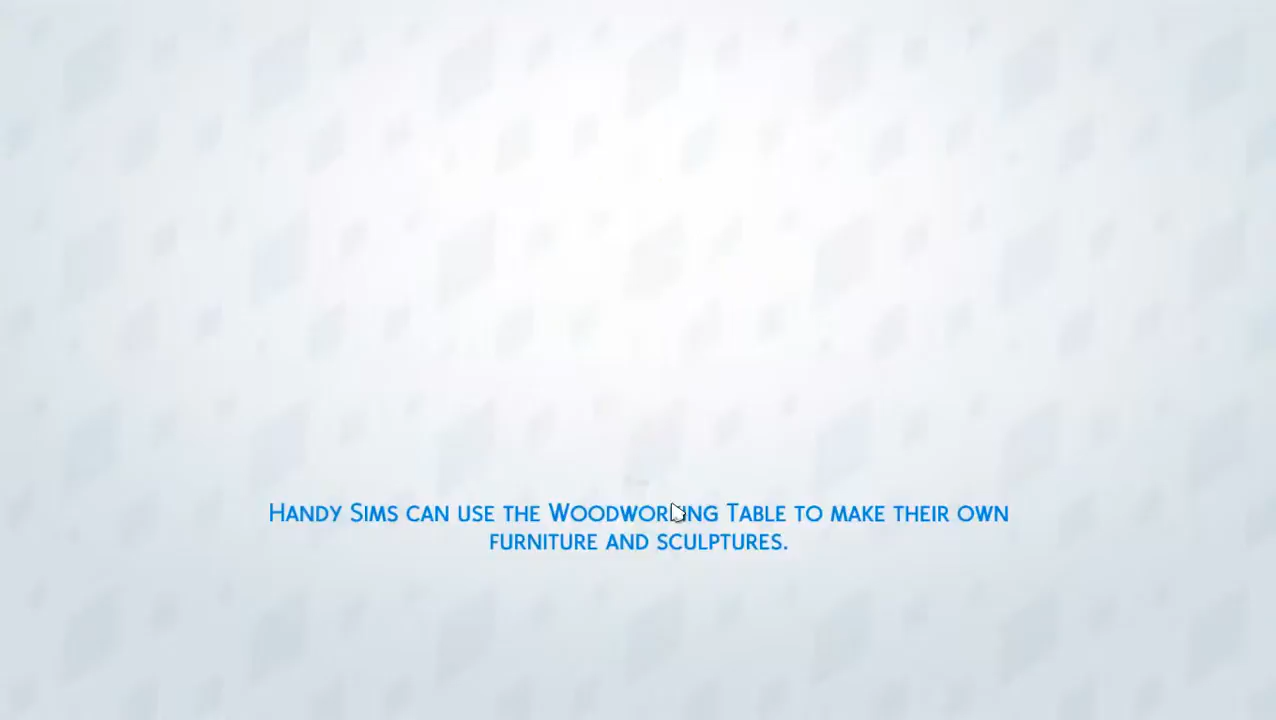 Handy Sims can use the Woodworking Table to make their own
furniture and sculptures.